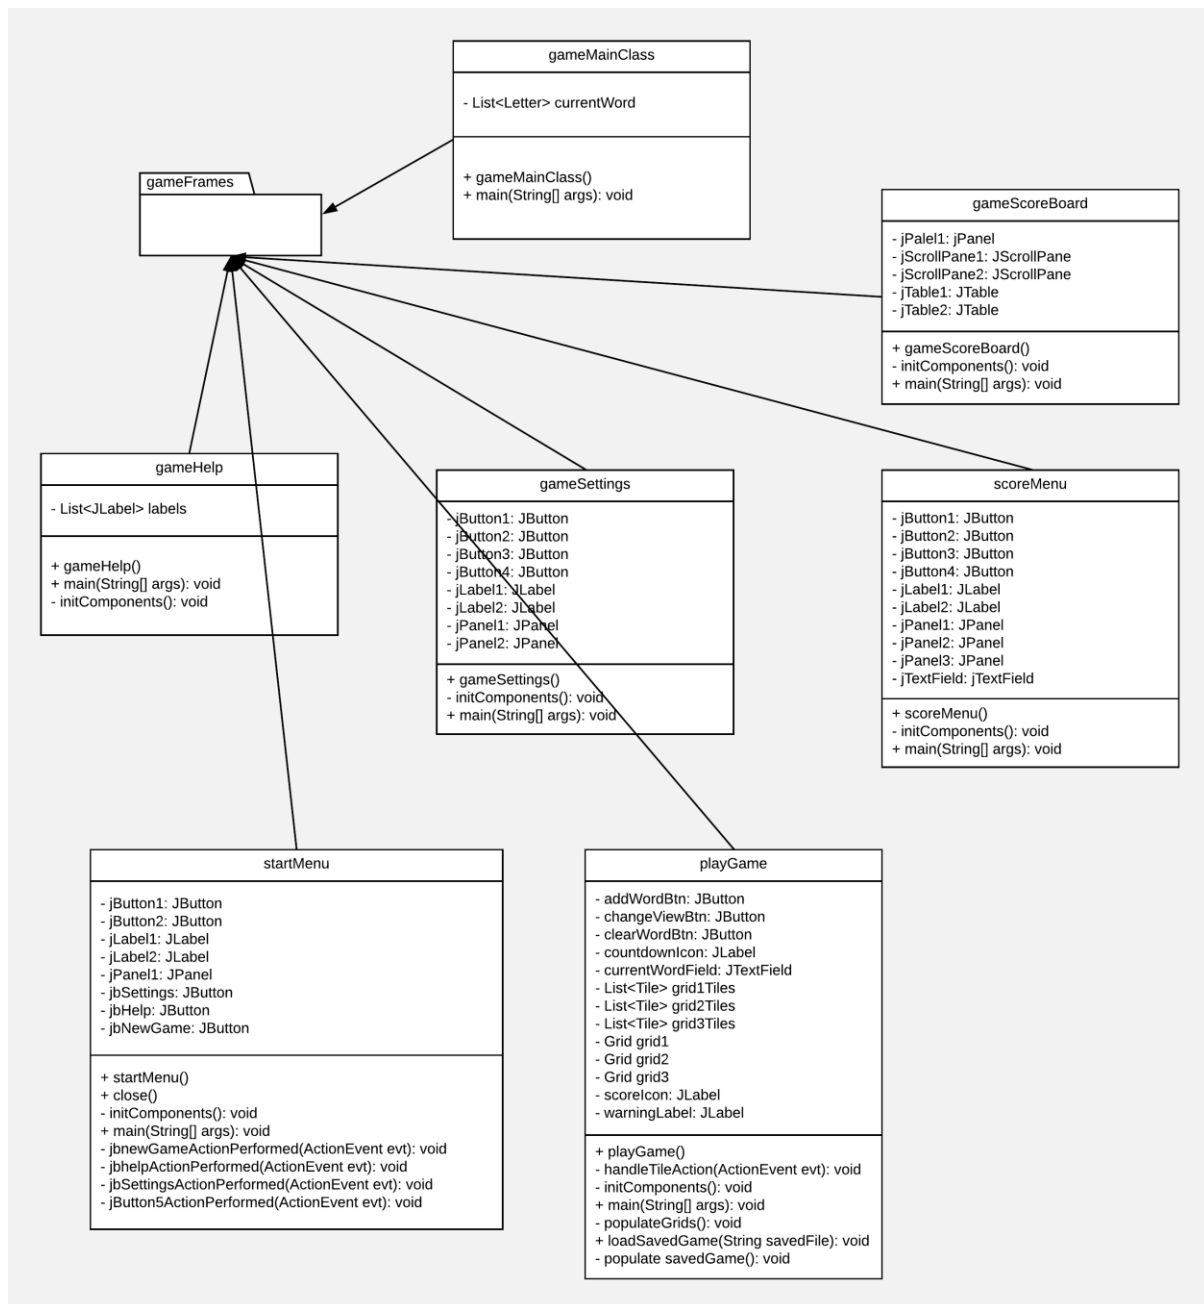 gameMainClass
- List<Letter> currentWord
+ gameMainClass()
+ main(String[] args): void
gameFrames
gameScoreBoard
- jPalel1: jPanel
- jScrollPane1: JScrollPane
- jScrollPane2: JScrollPane
- jTable1: JTable
- jTable2: JTable
+ gameScoreBoard()
- initComponents(): void
+ main(String[] args): void
gameHelp
- List<JLabel> labels
+ gameHelp()
+ main(String[] args): void
- initComponents(): void
gameSettings
- jButton1: JButton
- jButton2: JButton
- jButton3: JButton
- jButton4: JButton
- jLabel1: JLabel
- jLabel2: JLabel
- jPanel1: JPanel
- jPanel2: JPanel
+ gameSettings()
- initComponents(): void
+ main(String[] args): void
scoreMenu
- jButton1: JButton
- jButton2: JButton
- jButton3: JButton
- jButton4: JButton
- jLabel1: JLabel
- jLabel2: JLabel
- jPanel1: JPanel
- jPanel2: JPanel
- jPanel3: JPanel
- jTextField: jTextField
+ scoreMenu()
- initComponents(): void
+ main(String[] args): void
startMenu
- jButton1: JButton
- jButton2: JButton
- jLabel1: JLabel
- jLabel2: JLabel
- jPanel1: JPanel
- jbSettings: JButton
- jbHelp: JButton
- jbNewGame: JButton
+ startMenu()
+ close()
- initComponents(): void
+ main(String[] args): void
- jbnewGameActionPerformed(ActionEvent evt): void
- jbhelpActionPerformed(ActionEvent evt): void
- jbSettingsActionPerformed(ActionEvent evt): void
- jButton5ActionPerformed(ActionEvent evt): void
playGame
- addWordBtn: JButton
- changeViewBtn: JButton
- clearWordBtn: JButton
- countdownIcon: JLabel
- currentWordField: JTextField
- List<Tile> grid1Tiles
- List<Tile> grid2Tiles
- List<Tile> grid3Tiles
- Grid grid1
- Grid grid2
- Grid grid3
- scoreIcon: JLabel
- warningLabel: JLabel
+ playGame()
- handleTileAction(ActionEvent evt): void
- initComponents(): void
+ main(String[] args): void
- populateGrids(): void
+ loadSavedGame(String savedFile): void
- populate savedGame(): void